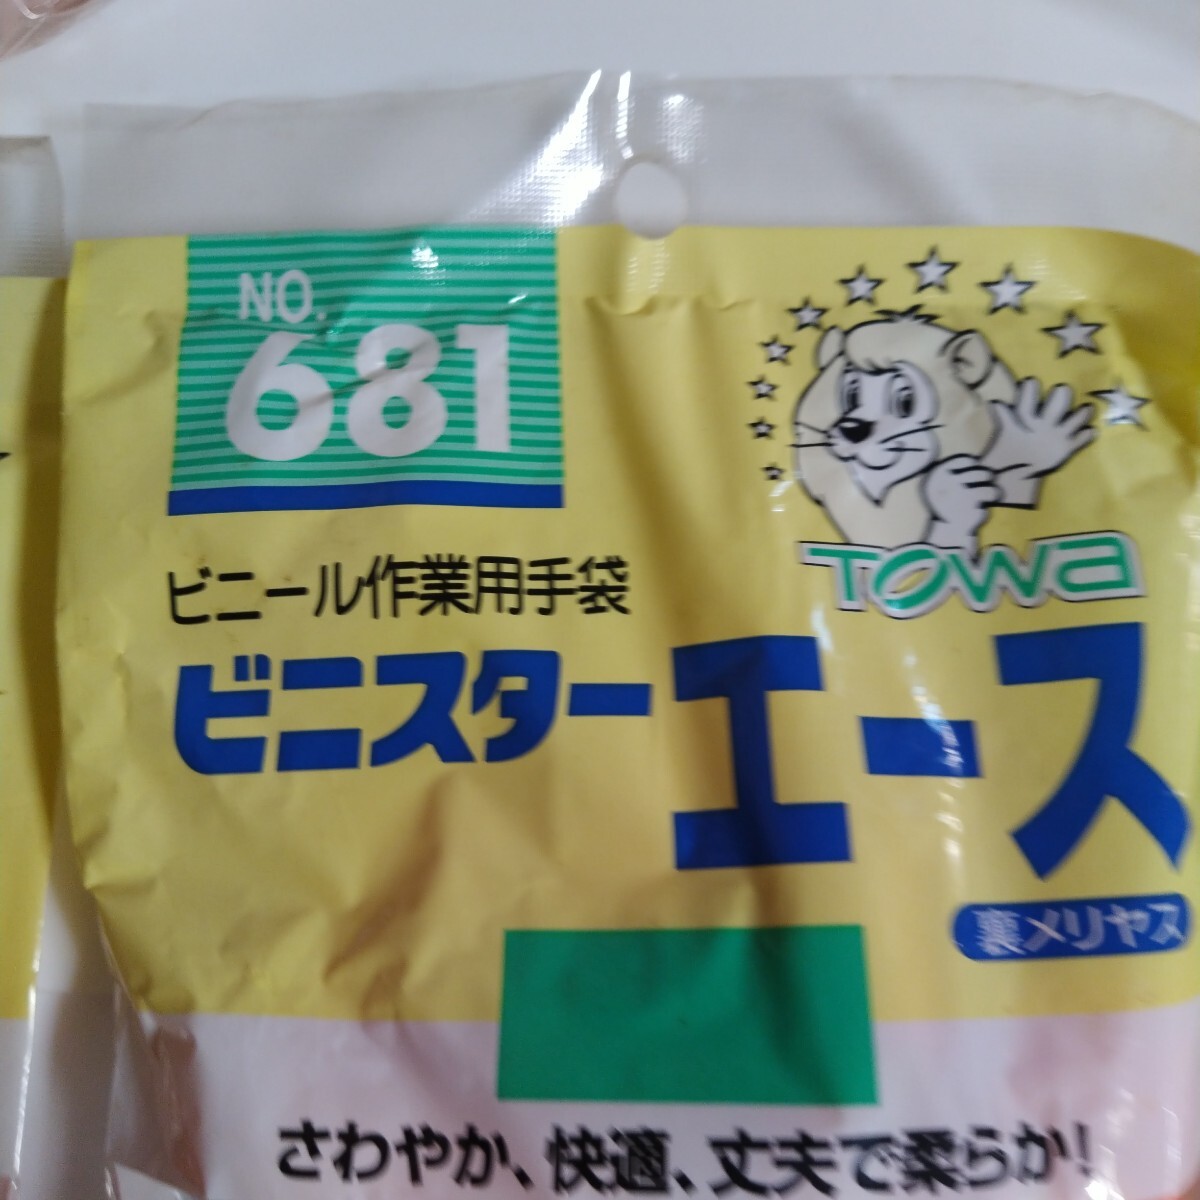 NO.
681
TOWa
ビニール作業用手袋
ビニスターエース
裏メリヤス
さわやか、快適、丈夫で柔らか!